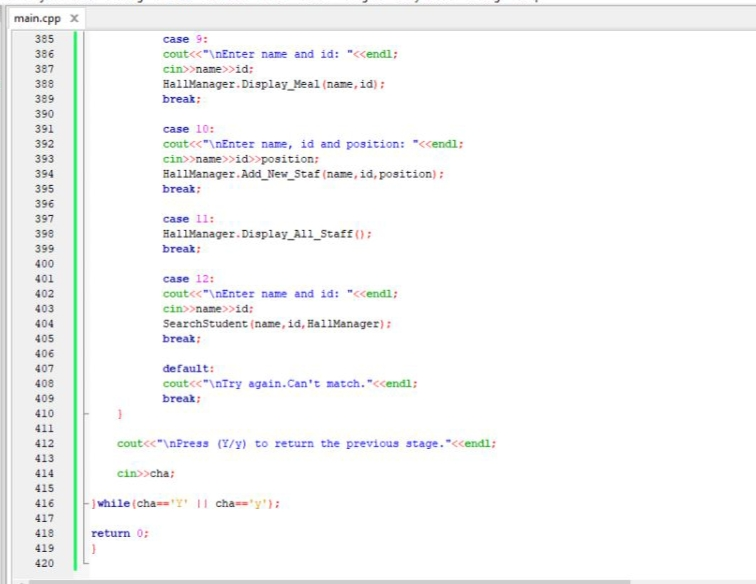 main.cpp X
385 case 9:
386 cout<<"\nEnter name and id: "<<endl;
387 cin>>name>>id;
388 HallManager.Display_Meal(name,id);
389 break;
390
391 case 10:
392 cout<<"\nEnter name, id and position: "<<endl;
393 cin>>name>>id>>position;
394 HallManager.Add_New_Staf(name,id,position);
395 break;
396
397 case 11:
398 HallManager.Display_All_Staff();
399 break;
400
401 case 12:
402 cout<<"\nEnter name and id: "<<endl;
403 cin>>name>>id;
404 SearchStudent(name,id,HallManager);
405 break;
406
407 default:
408 cout<<"\nTry again.Can't match."<<endl;
409 break;
410 }
411
412 cout<<"\nPress (Y/y) to return the previous stage."<<endl;
413
414 cin>>cha;
415
416 }while(cha=='Y' || cha=='y');
417
418 return 0;
419 }
420